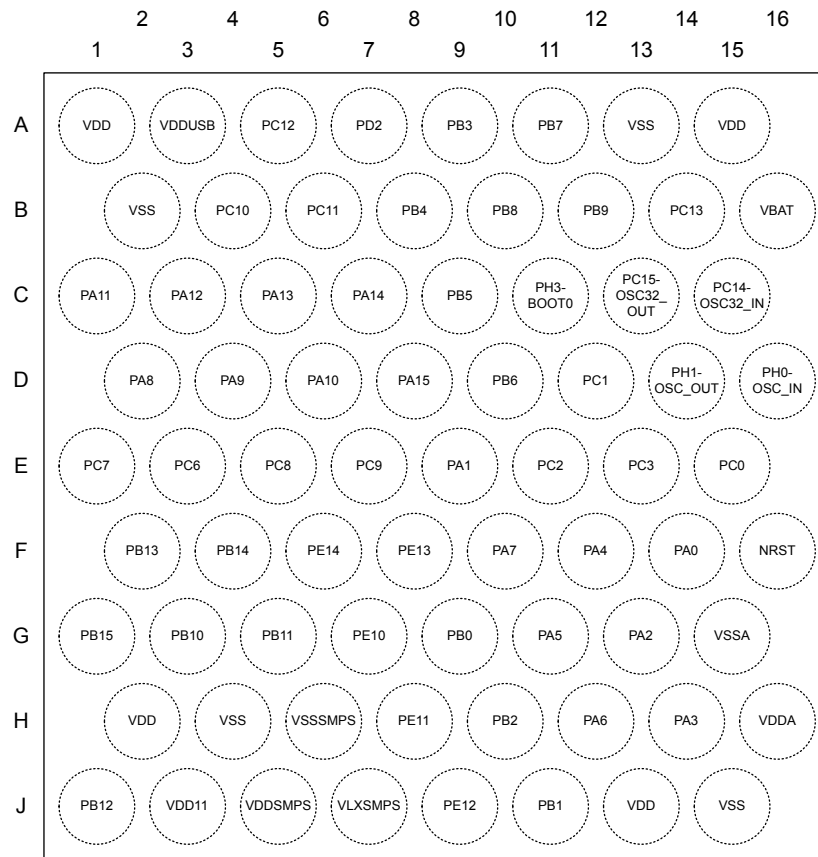 2 4 6 8 10 12 14 16
1 3 5 7 9 11 13 15
A VDD VDDUSB PC12 PD2 PB3 PB7 VSS VDD
B VSS PC10 PC11 PB4 PB8 PB9 PC13 VBAT
C PA11 PA12 PA13 PA14 PB5 PH3-
BOOT0 PC15-
OSC32_
OUT PC14-
OSC32_IN
D PA8 PA9 PA10 PA15 PB6 PC1 PH1-
OSC_OUT PH0-
OSC_IN
E PC7 PC6 PC8 PC9 PA1 PC2 PC3 PC0
F PB13 PB14 PE14 PE13 PA7 PA4 PA0 NRST
G PB15 PB10 PB11 PE10 PB0 PA5 PA2 VSSA
H VDD VSS VSSSMPS PE11 PB2 PA6 PA3 VDDA
J PB12 VDD11 VDDSMPS VLXSMPS PE12 PB1 VDD VSS